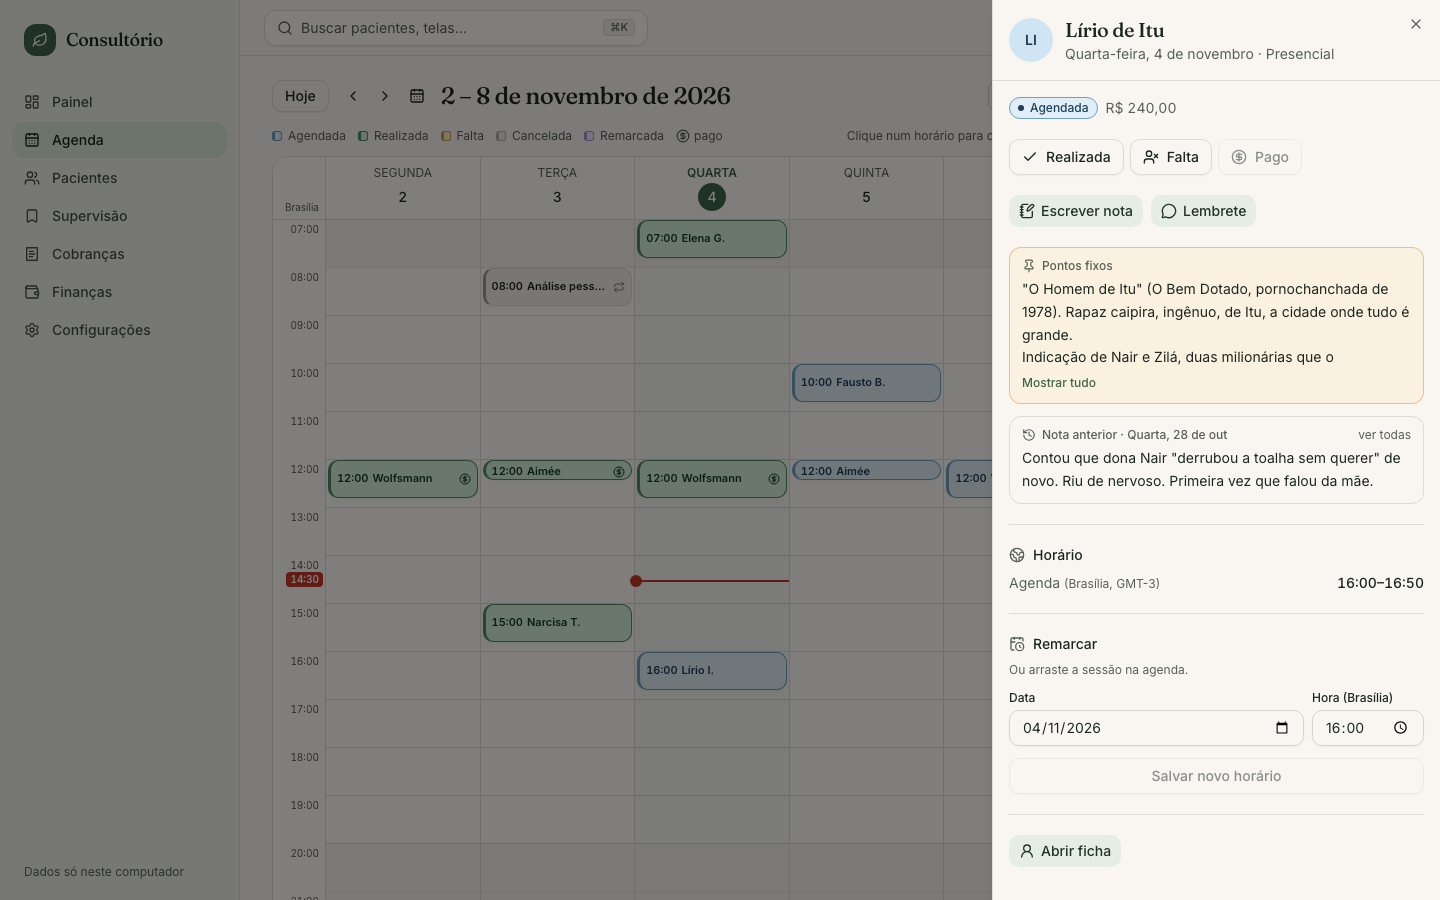 Consultório
Painel
Agenda
Pacientes
Supervisão
Cobranças
Finanças
Configurações
Dados só neste computador
Buscar pacientes, telas...
⌘K
Hoje
2 – 8 de novembro de 2026
Agendada
Realizada
Falta
Cancelada
Remarcada
pago
Clique num horário para c
Brasília
SEGUNDA
2
TERÇA
3
QUARTA
4
QUINTA
5
07:00
08:00
09:00
10:00
11:00
12:00
13:00
14:00
14:30
15:00
16:00
17:00
18:00
19:00
20:00
21:00
07:00 Elena G.
08:00 Análise pess...
10:00 Fausto B.
12:00 Wolfsmann
12:00 Aimée
12:00 Wolfsmann
12:00 Aimée
12:00
15:00 Narcisa T.
16:00 Lírio I.
LI
Lírio de Itu
Quarta-feira, 4 de novembro · Presencial
Agendada
R$ 240,00
Realizada
Falta
Pago
Escrever nota
Lembrete
Pontos fixos
"O Homem de Itu" (O Bem Dotado, pornochanchada de
1978). Rapaz caipira, ingênuo, de Itu, a cidade onde tudo é
grande.
Indicação de Nair e Zilá, duas milionárias que o
Mostrar tudo
Nota anterior · Quarta, 28 de out
ver todas
Contou que dona Nair "derrubou a toalha sem querer" de
novo. Riu de nervoso. Primeira vez que falou da mãe.
Horário
Agenda (Brasília, GMT-3)
16:00–16:50
Remarcar
Ou arraste a sessão na agenda.
Data
Hora (Brasília)
04/11/2026
16:00
Salvar novo horário
Abrir ficha